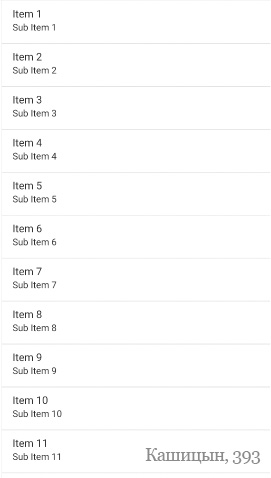 Item 1
Sub Item 1
Item 2
Sub Item 2
Item 3
Sub Item 3
Item 4
Sub Item 4
Item 5
Sub Item 5
Item 6
Sub Item 6
Item 7
Sub Item 7
Item 8
Sub Item 8
Item 9
Sub Item 9
Item 10
Sub Item 10
Item 11
Sub Item 11
Кашицын, 393